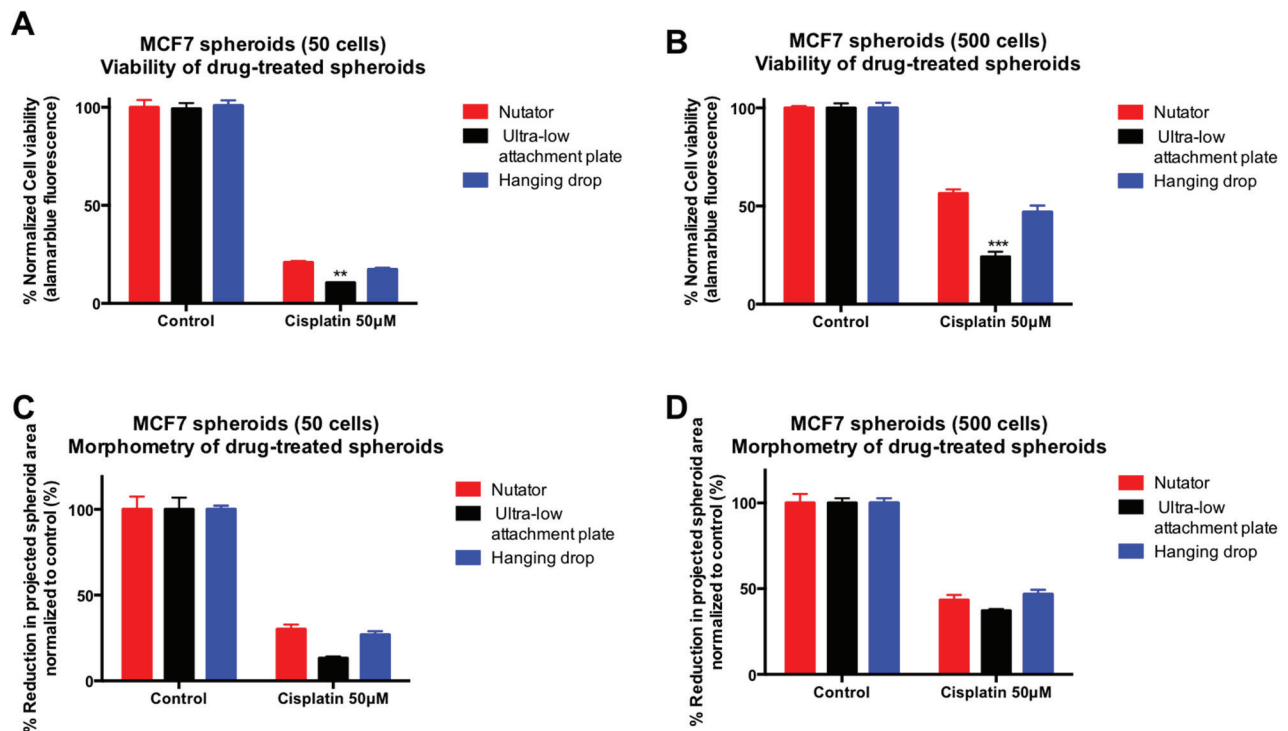 A
MCF7 spheroids (50 cells)
Viability of drug-treated spheroids
% Normalized Cell viability
(alamarblue fluorescence)
100
50
0
Control
Cisplatin 50µM
**
Nutator
Ultra-low
attachment plate
Hanging drop
B
MCF7 spheroids (500 cells)
Viability of drug-treated spheroids
% Normalized Cell viability
(alamarblue fluorescence)
100
50
0
Control
Cisplatin 50µM
***
Nutator
Ultra-low
attachment plate
Hanging drop
C
MCF7 spheroids (50 cells)
Morphometry of drug-treated spheroids
% Reduction in projected spheroid area
normalized to control (%)
100
50
0
Control
Cisplatin 50µM
Nutator
Ultra-low
attachment plate
Hanging drop
D
MCF7 spheroids (500 cells)
Morphometry of drug-treated spheroids
% Reduction in projected spheroid area
normalized to control (%)
100
50
0
Control
Cisplatin 50µM
Nutator
Ultra-low
attachment plate
Hanging drop